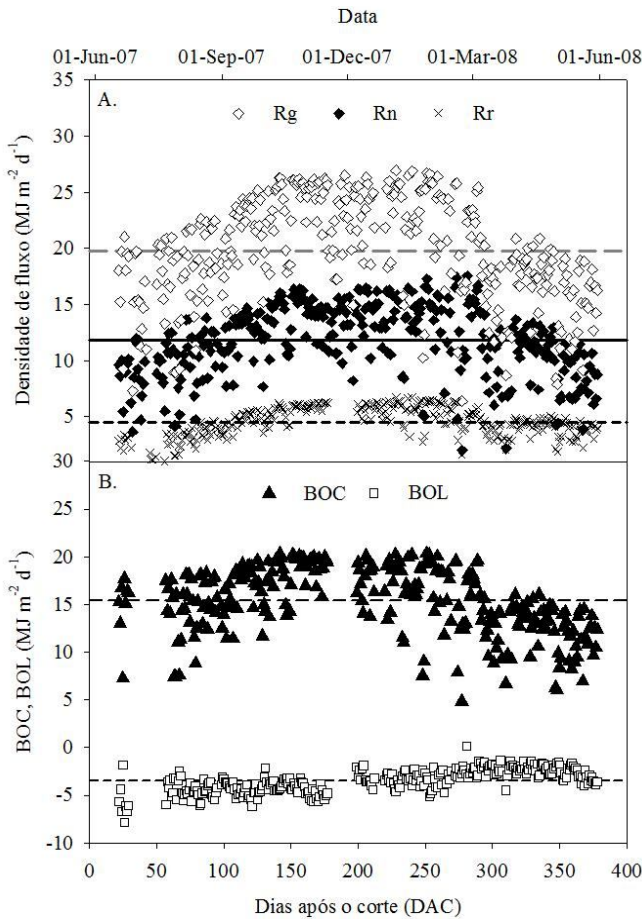 Data
01-Jun-07 01-Sep-07 01-Dec-07 01-Mar-08 01-Jun-08
35
A.
Rg Rn Rr
30
25
20
15
10
5
Densidade de fluxo (MJ m⁻² d⁻¹)
30
B.
BOC BOL
25
20
15
10
5
0
-5
-10
BOC, BOL (MJ m⁻² d⁻¹)
0 50 100 150 200 250 300 350 400
Dias após o corte (DAC)